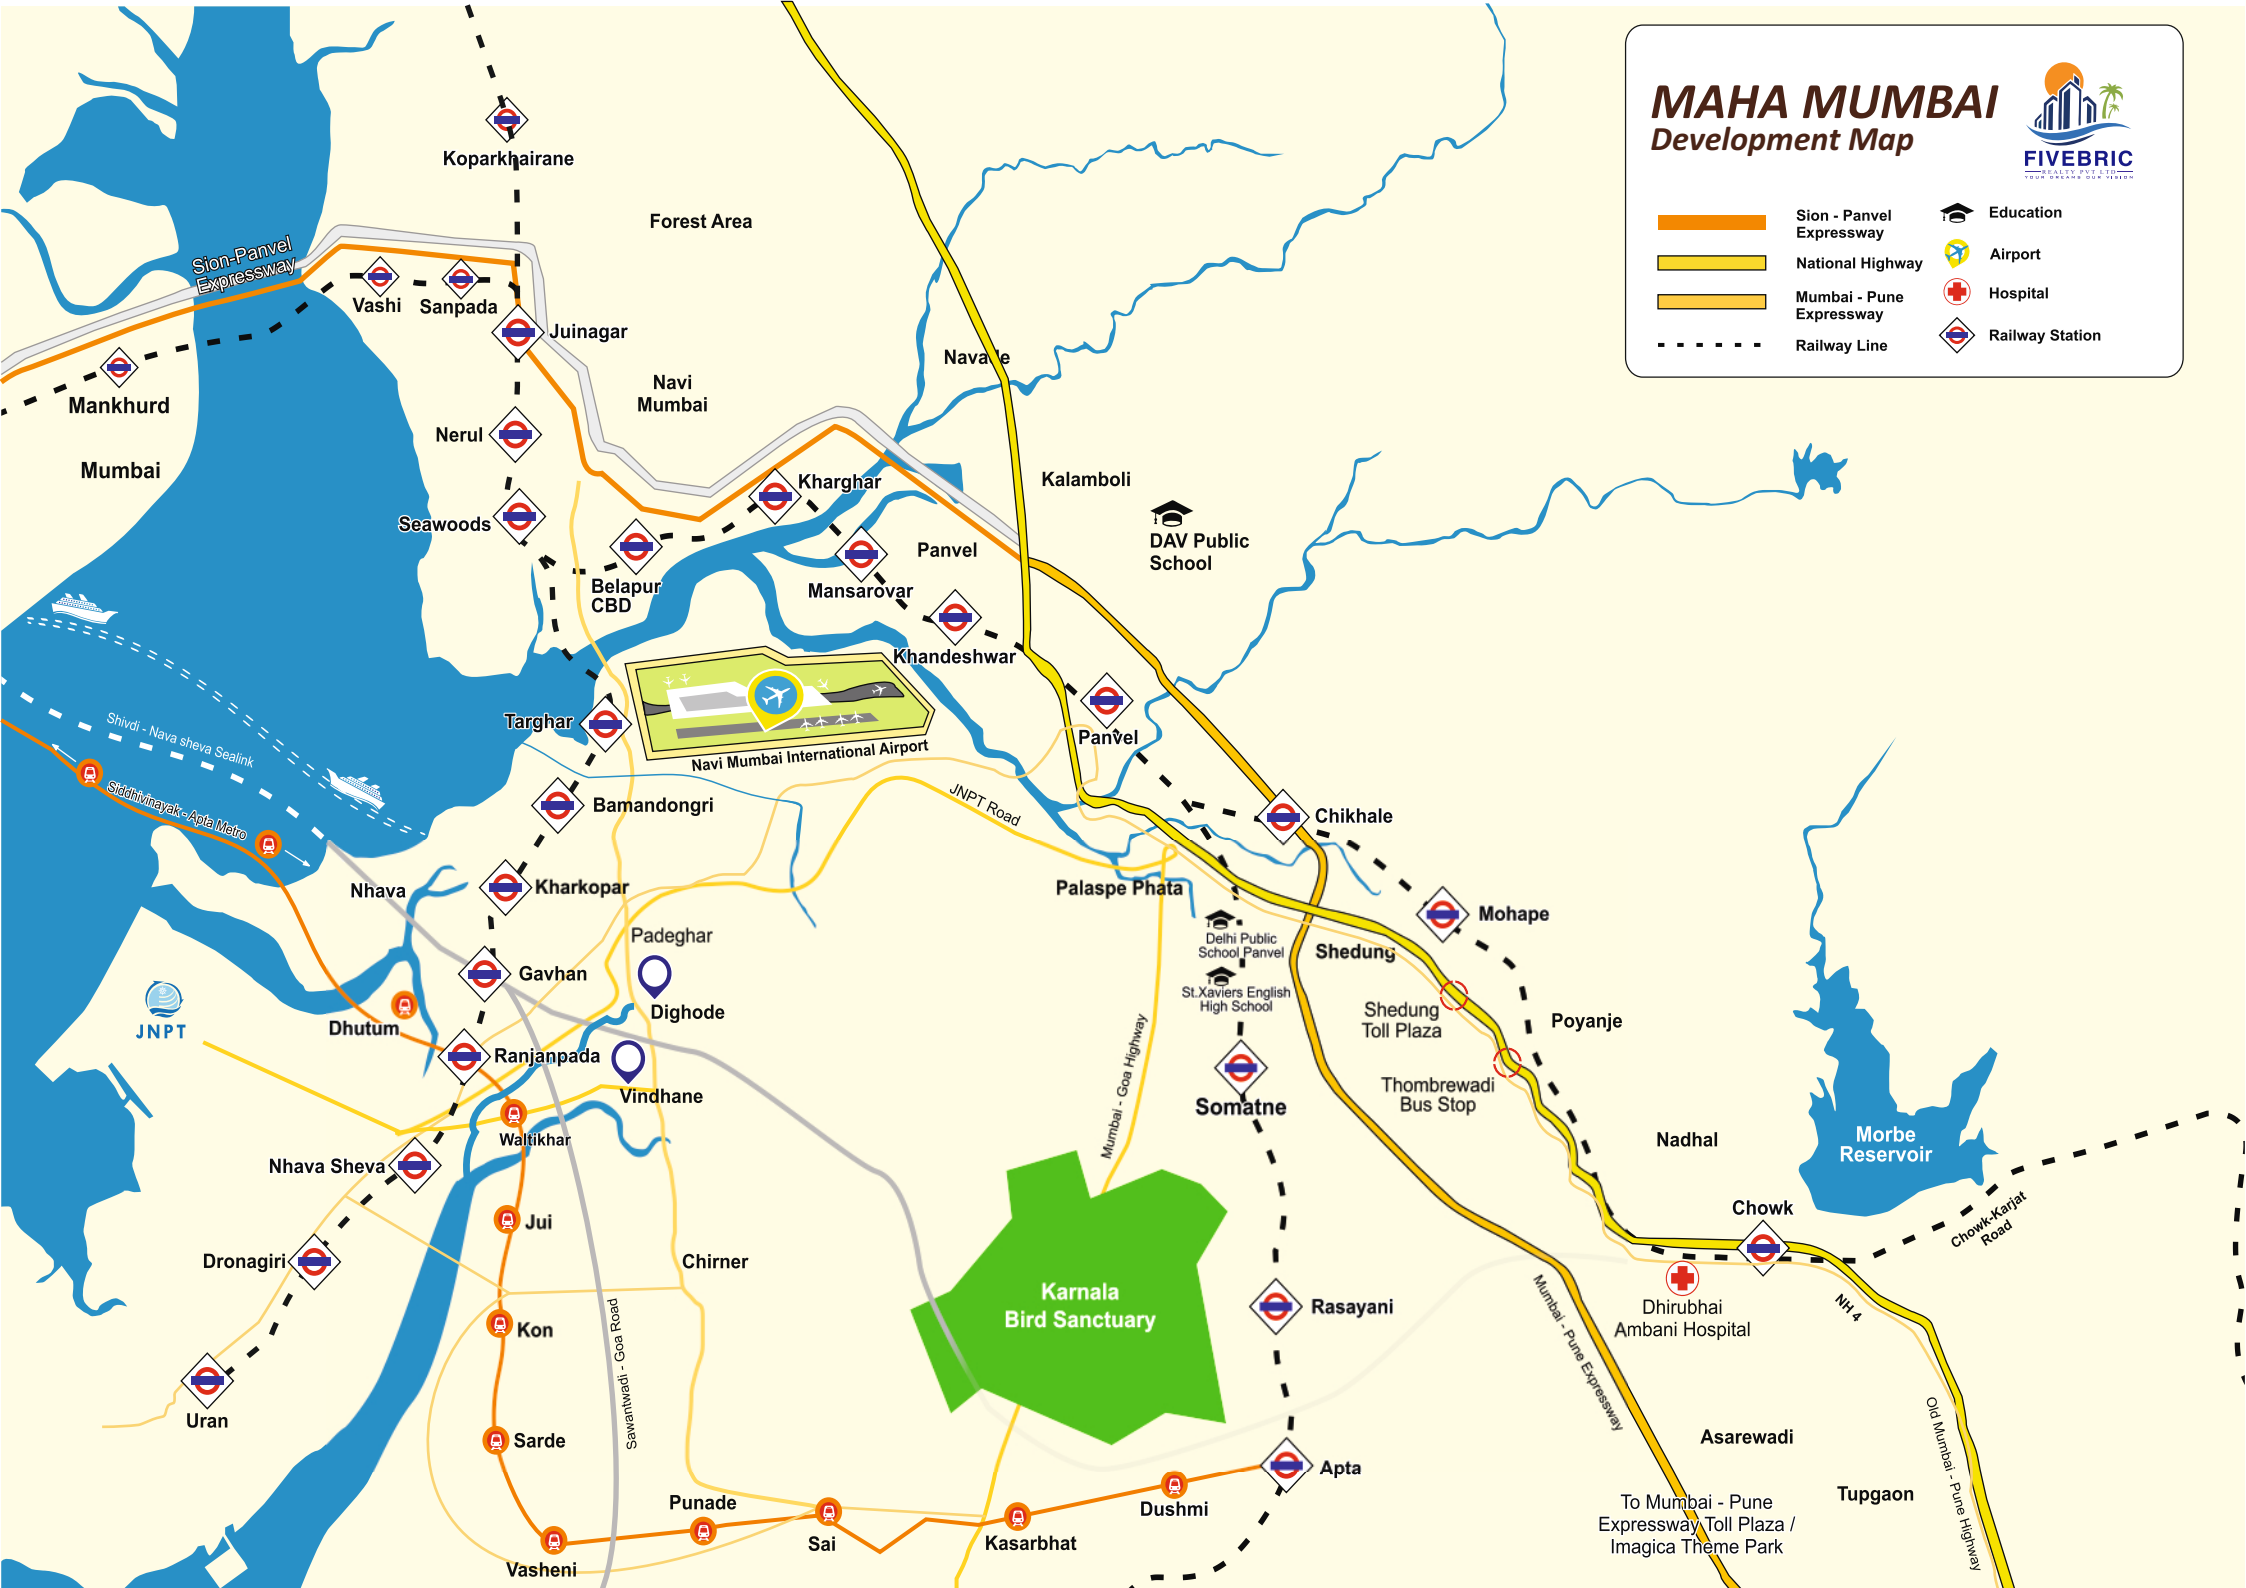 MAHA MUMBAI
Development Map
FIVEBRIC
REALTY PVT LTD
YOUR DREAMS OUR VISION
Sion - Panvel
Expressway
National Highway
Mumbai - Pune
Expressway
Railway Line
Education
Airport
Hospital
Railway Station
Koparkhairane
Forest Area
Sion-Panvel
Expressway
Vashi
Sanpada
Juinagar
Mankhurd
Mumbai
Navi
Mumbai
Nerul
Seawoods
Belapur
CBD
Kharghar
Mansarovar
Panvel
Khandeshwar
Kalamboli
DAV Public
School
Panvel
Targhar
Navi Mumbai International Airport
Shivdi - Nava sheva Sealink
Siddhivinayak - Apta Metro
Bamandongri
JNPT Road
Chikhale
Kharkopar
Nhava
Palaspe Phata
Padeghar
Delhi Public
School Panvel
Shedung
Mohape
Gavhan
Dighode
St.Xaviers English
High School
Shedung
Toll Plaza
Poyanje
JNPT
Dhutum
Ranjanpada
Vindhane
Mumbai - Goa Highway
Somatne
Thombrewadi
Bus Stop
Waltikhar
Nhava Sheva
Nadhal
Morbe
Reservoir
Jui
Chowk
Chowk-Karjat
Road
Dronagiri
Chirner
Karnala
Bird Sanctuary
Rasayani
Mumbai - Pune Expressway
Dhirubhai
Ambani Hospital
NH 4
Kon
Sawantwadi - Goa Road
Uran
Sarde
Apta
Asarewadi
Old Mumbai - Pune Highway
Punade
Dushmi
Tupgaon
To Mumbai - Pune
Expressway Toll Plaza /
Imagica Theme Park
Sai
Kasarbhat
Vasheni